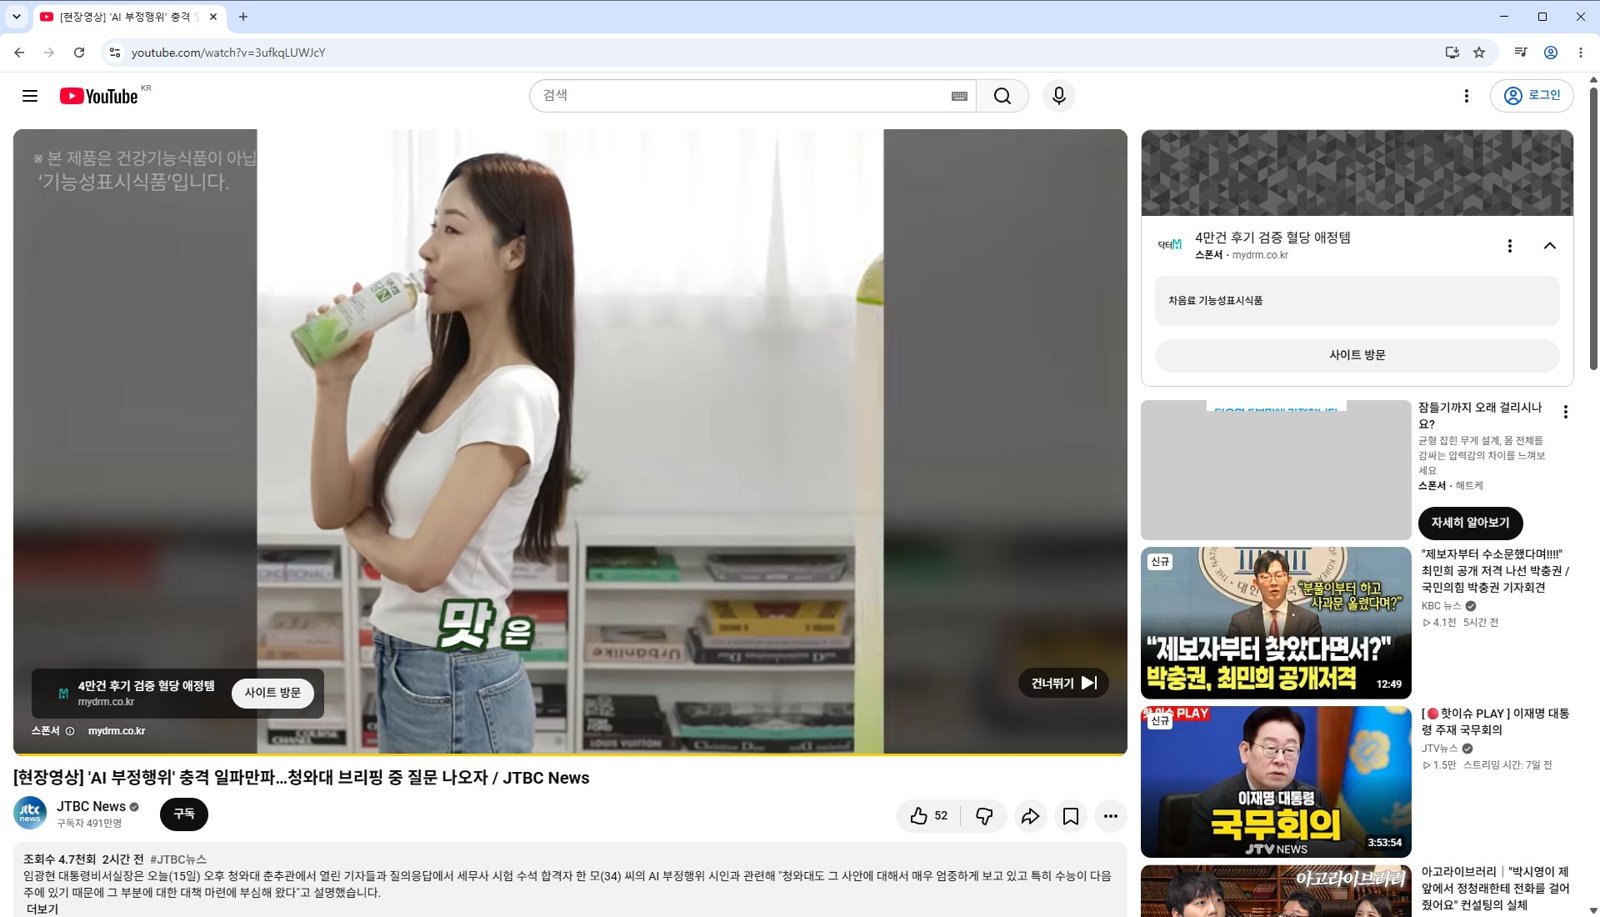 [현장영상] 'AI 부정행위' 충격
youtube.com/watch?v=3ufkqLUWJcY
YouTube KR
검색
로그인
※ 본 제품은 건강기능식품이 아닙
'기능성표시식품'입니다.
맛은
4만건 후기 검증 혈당 애정템
mydrm.co.kr
사이트 방문
건너뛰기
스폰서
mydrm.co.kr
[현장영상] 'AI 부정행위' 충격 일파만파…청와대 브리핑 중 질문 나오자 / JTBC News
jtbc
news
JTBC News
구독자 491만명
구독
52
조회수 4.7천회 2시간 전 #JTBC뉴스
임광현 대통령비서실장은 오늘(15일) 오후 청와대 춘추관에서 열린 기자들과 질의응답에서 세무사 시험 수석 합격자 한 모(34) 씨의 AI 부정행위 시인과 관련해 "청와대도 그 사안에 대해서 매우 엄중하게 보고 있고 특히 수능이 다음
주에 있기 때문에 그 부분에 대한 대책 마련에 부심해 왔다"고 설명했습니다.
더보기
닥터M
4만건 후기 검증 혈당 애정템
스폰서 · mydrm.co.kr
차음료 기능성표시식품
사이트 방문
잠들기까지 오래 걸리시나
요?
균형 잡힌 무게 설계, 몸 전체를
감싸는 압력감의 차이를 느껴보
세요
스폰서 · 해트케
자세히 알아보기
신규
"분풀이부터 하고
사과문 올렸다며?"
"제보자부터 찾았다면서?"
박충권, 최민희 공개저격
12:49
"제보자부터 수소문했다며!!!!"
최민희 공개 저격 나선 박충권 /
국민의힘 박충권 기자회견
KBC 뉴스
4.1천 5시간 전
핫이슈 PLAY
신규
이재명 대통령
국무회의
JTV NEWS
3:53:54
[🔴핫이슈 PLAY ] 이재명 대통
령 주재 국무회의
JTV뉴스
1.5만 스트리밍 시간: 7일 전
아고라이브러리
아고라이브러리│"박시영이 제
앞에서 정청래한테 전화를 걸어
줬어요" 컨설팅의 실체